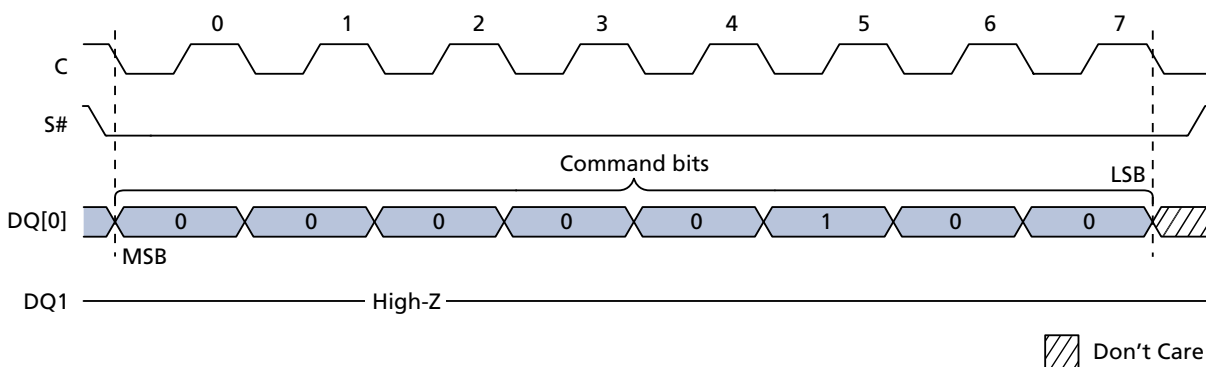 0 1 2 3 4 5 6 7
C
S#
Command bits
LSB
DQ[0] 0 0 0 0 0 1 0 0
MSB
DQ1 High-Z
Don't Care